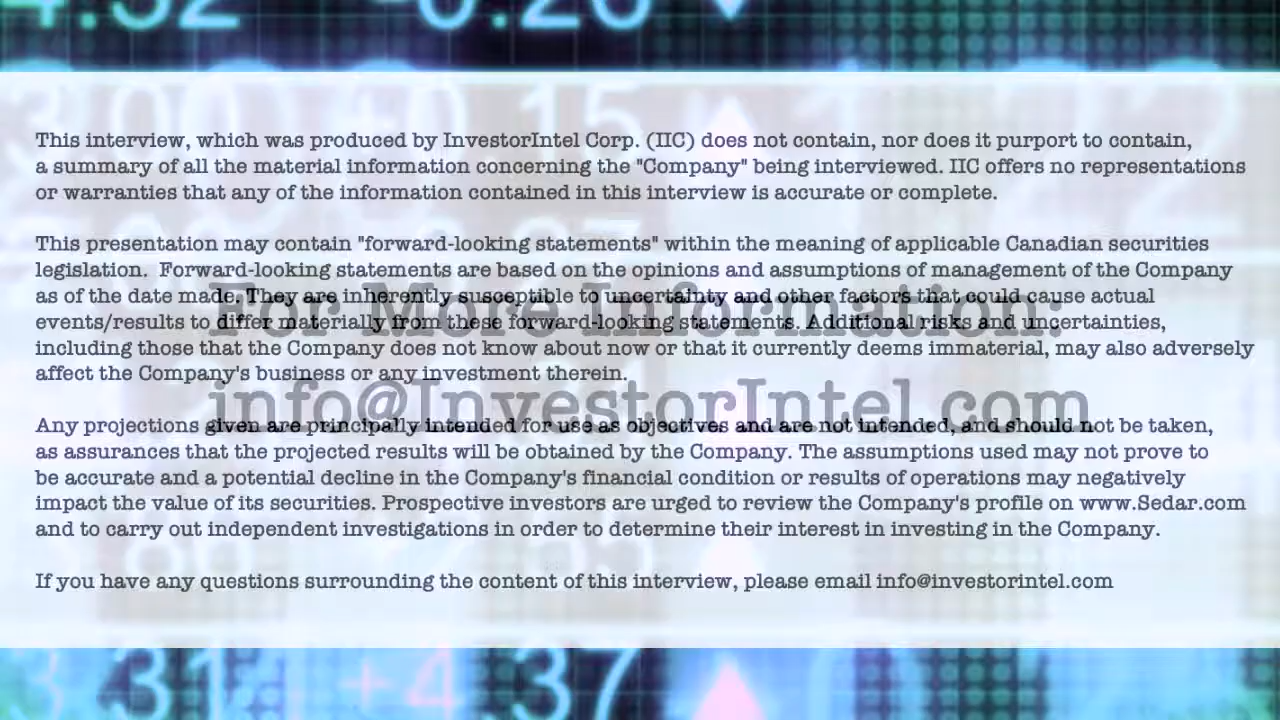 4.52 -0.26
3.00 +0.15
This interview, which was produced by InvestorIntel Corp. (IIC) does not contain, nor does it purport to contain,
a summary of all the material information concerning the "Company" being interviewed. IIC offers no representations
or warranties that any of the information contained in this interview is accurate or complete.
This presentation may contain "forward-looking statements" within the meaning of applicable Canadian securities
legislation. Forward-looking statements are based on the opinions and assumptions of management of the Company
as of the date made. They are inherently susceptible to uncertainty and other factors that could cause actual
events/results to differ materially from these forward-looking statements. Additional risks and uncertainties,
including those that the Company does not know about now or that it currently deems immaterial, may also adversely
affect the Company's business or any investment therein.
For More Information:
info@InvestorIntel.com
Any projections given are principally intended for use as objectives and are not intended, and should not be taken,
as assurances that the projected results will be obtained by the Company. The assumptions used may not prove to
be accurate and a potential decline in the Company's financial condition or results of operations may negatively
impact the value of its securities. Prospective investors are urged to review the Company's profile on www.Sedar.com
and to carry out independent investigations in order to determine their interest in investing in the Company.
If you have any questions surrounding the content of this interview, please email info@investorintel.com
3.31 +4.37